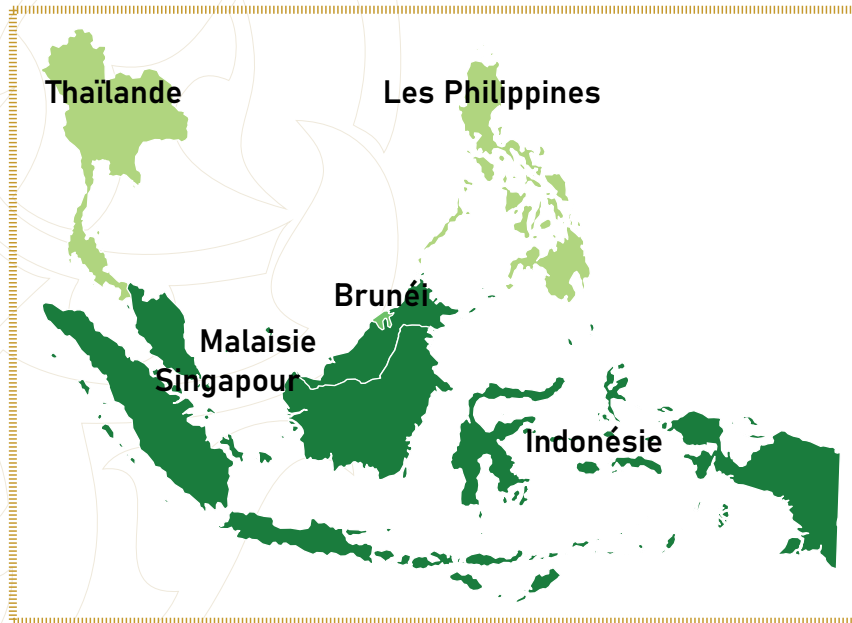 Thaïlande
Les Philippines
Brunéi
Malaisie
Singapour
Indonésie